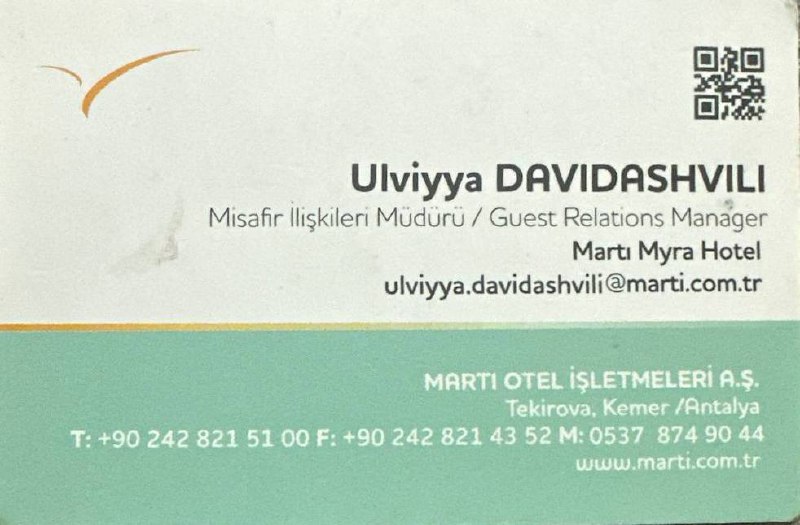 Ulviyya DAVIDASHVILI
Misafir İlişkileri Müdürü / Guest Relations Manager
Martı Myra Hotel
ulviyya.davidashvili@marti.com.tr
MARTI OTEL İŞLETMELERİ A.Ş.
Tekirova, Kemer /Antalya
T: +90 242 821 51 00 F: +90 242 821 43 52 M: 0537 874 90 44
www.marti.com.tr